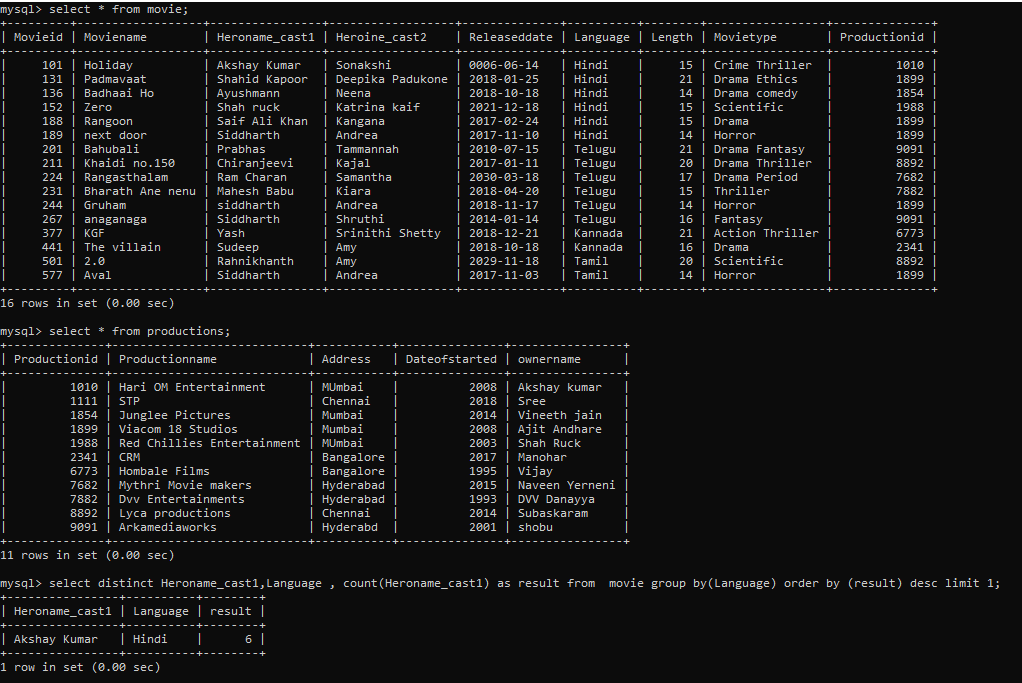 mysql> select * from movie;
+---------+------------------+----------------+------------------+--------------+----------+--------+-----------------+--------------+
| Movieid | Moviename        | Heroname_cast1 | Heroine_cast2    | Releaseddate | Language | Length | Movietype       | Productionid |
+---------+------------------+----------------+------------------+--------------+----------+--------+-----------------+--------------+
|     101 | Holiday          | Akshay Kumar   | Sonakshi         | 0006-06-14   | Hindi    |     15 | Crime Thriller  |         1010 |
|     131 | Padmavaat        | Shahid Kapoor  | Deepika Padukone | 2018-01-25   | Hindi    |     21 | Drama Ethics    |         1899 |
|     136 | Badhaai Ho       | Ayushmann      | Neena            | 2018-10-18   | Hindi    |     14 | Drama comedy    |         1854 |
|     152 | Zero             | Shah ruck      | Katrina kaif     | 2021-12-18   | Hindi    |     15 | Scientific      |         1988 |
|     188 | Rangoon          | Saif Ali Khan  | Kangana          | 2017-02-24   | Hindi    |     15 | Drama           |         1899 |
|     189 | next door        | Siddharth      | Andrea           | 2017-11-10   | Hindi    |     14 | Horror          |         1899 |
|     201 | Bahubali         | Prabhas        | Tammannah        | 2010-07-15   | Telugu   |     21 | Drama Fantasy   |         9091 |
|     211 | Khaidi no.150    | Chiranjeevi    | Kajal            | 2017-01-11   | Telugu   |     20 | Drama Thriller  |         8892 |
|     224 | Rangasthalam     | Ram Charan     | Samantha         | 2030-03-18   | Telugu   |     17 | Drama Period    |         7682 |
|     231 | Bharath Ane nenu | Mahesh Babu    | Kiara            | 2018-04-20   | Telugu   |     15 | Thriller        |         7882 |
|     244 | Gruham           | siddharth      | Andrea           | 2018-11-17   | Telugu   |     14 | Horror          |         1899 |
|     267 | anaganaga        | Siddharth      | Shruthi          | 2014-01-14   | Telugu   |     16 | Fantasy         |         9091 |
|     377 | KGF              | Yash           | Srinithi Shetty  | 2018-12-21   | Kannada  |     21 | Action Thriller |         6773 |
|     441 | The villain      | Sudeep         | Amy              | 2018-10-18   | Kannada  |     16 | Drama           |         2341 |
|     501 | 2.0              | Rahnikhanth    | Amy              | 2029-11-18   | Tamil    |     20 | Scientific      |         8892 |
|     577 | Aval             | Siddharth      | Andrea           | 2017-11-03   | Tamil    |     14 | Horror          |         1899 |
+---------+------------------+----------------+------------------+--------------+----------+--------+-----------------+--------------+
16 rows in set (0.00 sec)
mysql> select * from productions;
+--------------+---------------------------+-----------+---------------+----------------+
| Productionid | Productionname            | Address   | Dateofstarted | ownername      |
+--------------+---------------------------+-----------+---------------+----------------+
|         1010 | Hari OM Entertainment     | MUmbai    |          2008 | Akshay kumar   |
|         1111 | STP                       | Chennai   |          2018 | Sree           |
|         1854 | Junglee Pictures          | Mumbai    |          2014 | Vineeth jain   |
|         1899 | Viacom 18 Studios         | Mumbai    |          2008 | Ajit Andhare   |
|         1988 | Red Chillies Entertainment | MUmbai    |          2003 | Shah Ruck      |
|         2341 | CRM                       | Bangalore |          2017 | Manohar        |
|         6773 | Hombale Films             | Bangalore |          1995 | Vijay          |
|         7682 | Mythri Movie makers       | Hyderabad |          2015 | Naveen Yerneni |
|         7882 | Dvv Entertainments        | Hyderabad |          1993 | DVV Danayya    |
|         8892 | Lyca productions          | Chennai   |          2014 | Subaskaram     |
|         9091 | Arkamediaworks            | Hyderabd  |          2001 | shobu          |
+--------------+---------------------------+-----------+---------------+----------------+
11 rows in set (0.00 sec)
mysql> select distinct Heroname_cast1,Language , count(Heroname_cast1) as result from  movie group by(Language) order by (result) desc limit 1;
+----------------+----------+--------+
| Heroname_cast1 | Language | result |
+----------------+----------+--------+
| Akshay Kumar   | Hindi    |      6 |
+----------------+----------+--------+
1 row in set (0.00 sec)